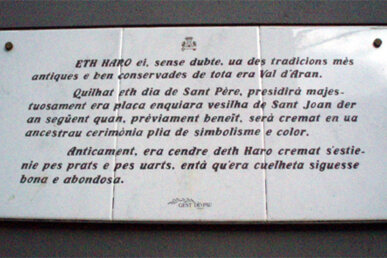 ETH HARO ei, sense dubte, ua des tradicions mès
antiques e ben conservades de tota era Val d'Aran.
Quilhat eth dia de Sant Père, presidirà majes-
tuosament era plaça enquiara vesilha de Sant Joan der
an següent quan, prèviament beneït, serà cremat en ua
ancestrau cerimònia plia de simbolisme e color.
Anticament, era cendre deth Haro cremat s'estie-
nie pes prats e pes uarts, entà qu'era cuelheta siguesse
bona e abondosa.